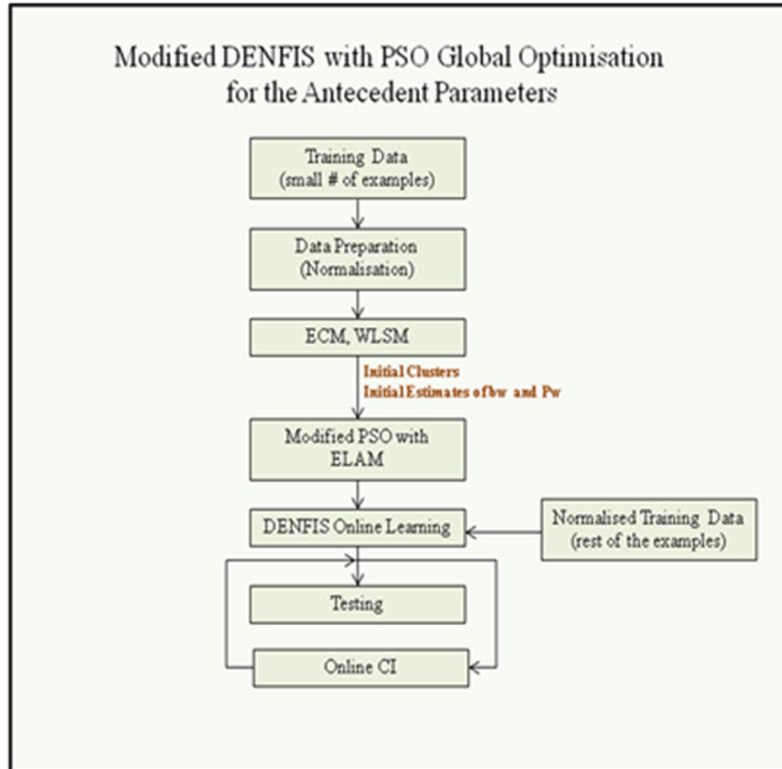 Modified DENFIS with PSO Global Optimisation
for the Antecedent Parameters
Training Data
(small # of examples)
Data Preparation
(Normalisation)
ECM, WLSM
Initial Clusters
Initial Estimates of bw and Pw
Modified PSO with
ELAM
DENFIS Online Learning
Normalised Training Data
(rest of the examples)
Testing
Online CI